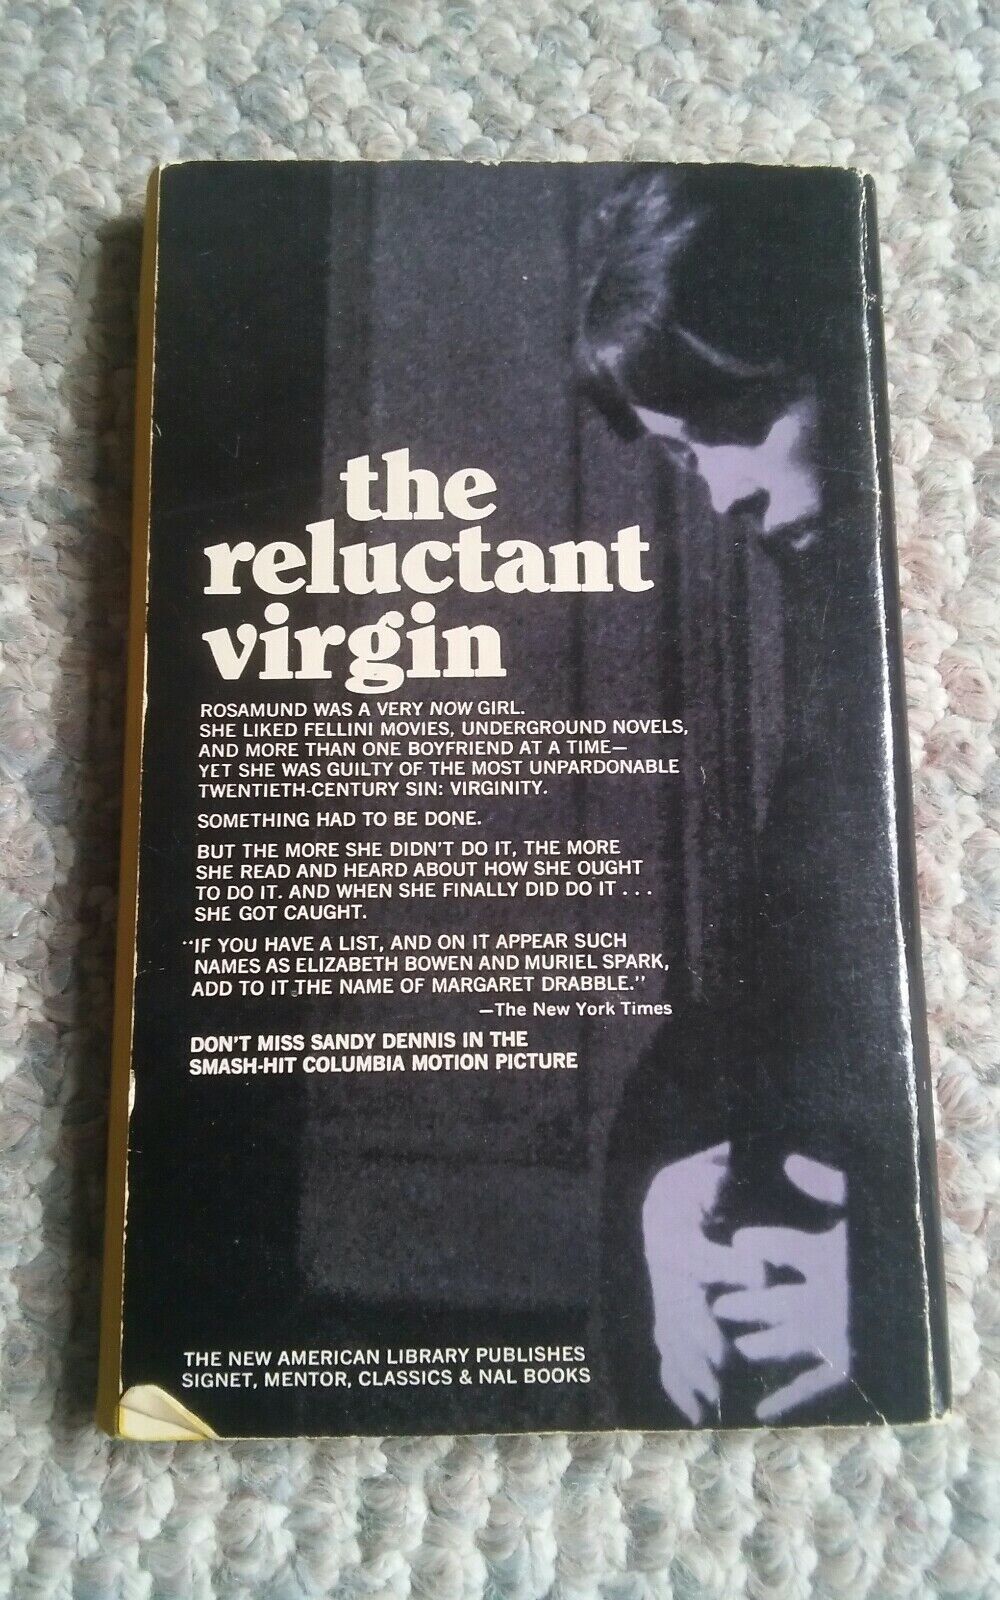 the
reluctant
virgin
ROSAMUND WAS A VERY NOW GIRL.
SHE LIKED FELLINI MOVIES, UNDERGROUND NOVELS,
AND MORE THAN ONE BOYFRIEND AT A TIME—
YET SHE WAS GUILTY OF THE MOST UNPARDONABLE
TWENTIETH-CENTURY SIN: VIRGINITY.
SOMETHING HAD TO BE DONE.
BUT THE MORE SHE DIDN'T DO IT, THE MORE
SHE READ AND HEARD ABOUT HOW SHE OUGHT
TO DO IT. AND WHEN SHE FINALLY DID DO IT . . .
SHE GOT CAUGHT.
"IF YOU HAVE A LIST, AND ON IT APPEAR SUCH
NAMES AS ELIZABETH BOWEN AND MURIEL SPARK,
ADD TO IT THE NAME OF MARGARET DRABBLE."
—The New York Times
DON'T MISS SANDY DENNIS IN THE
SMASH-HIT COLUMBIA MOTION PICTURE
THE NEW AMERICAN LIBRARY PUBLISHES
SIGNET, MENTOR, CLASSICS & NAL BOOKS